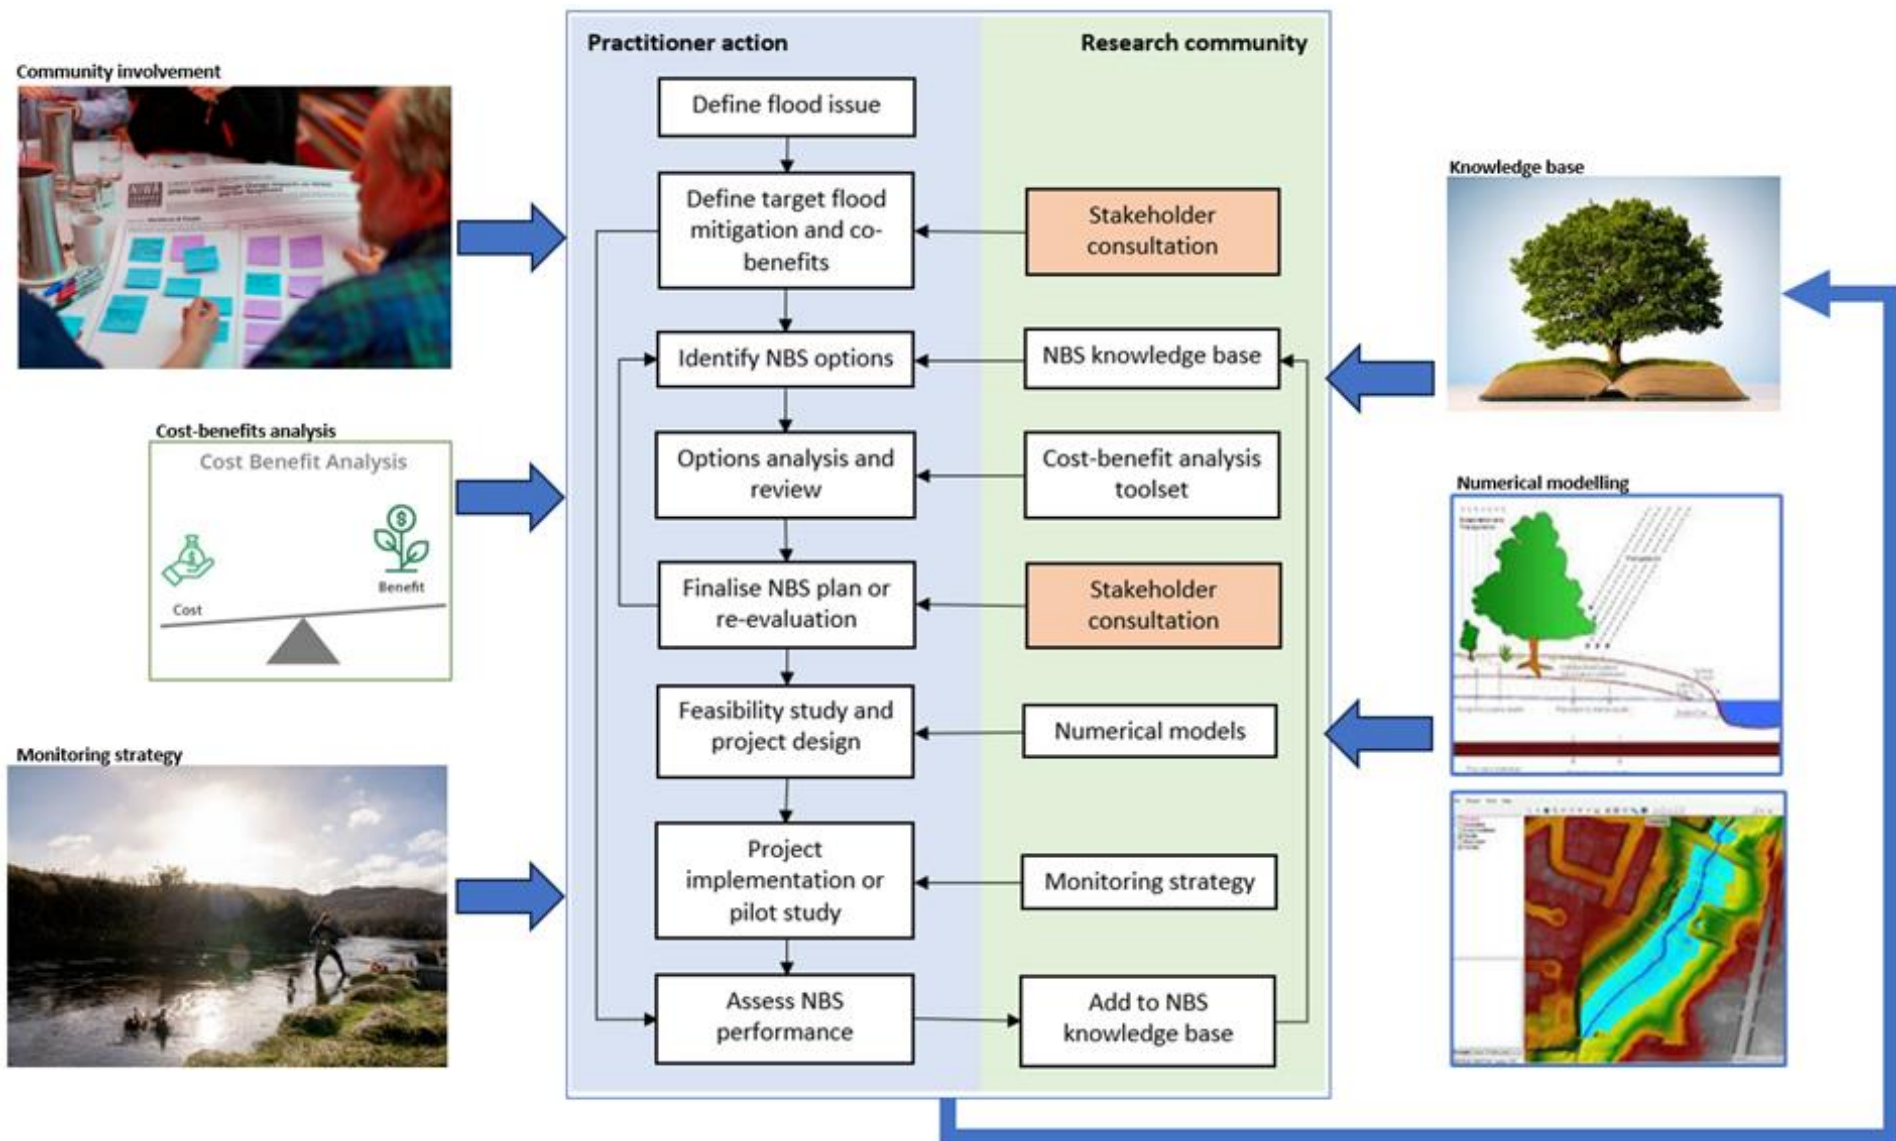 Practitioner action
Research community
Community involvement
Define flood issue
Define target flood
mitigation and co-
benefits
Stakeholder
consultation
Knowledge base
Identify NBS options
NBS knowledge base
Cost-benefits analysis
Cost Benefit Analysis
Benefit
Cost
Options analysis and
review
Cost-benefit analysis
toolset
Numerical modelling
Finalise NBS plan or
re-evaluation
Stakeholder
consultation
Feasibility study and
project design
Numerical models
Monitoring strategy
Project
implementation or
pilot study
Monitoring strategy
Assess NBS
performance
Add to NBS
knowledge base